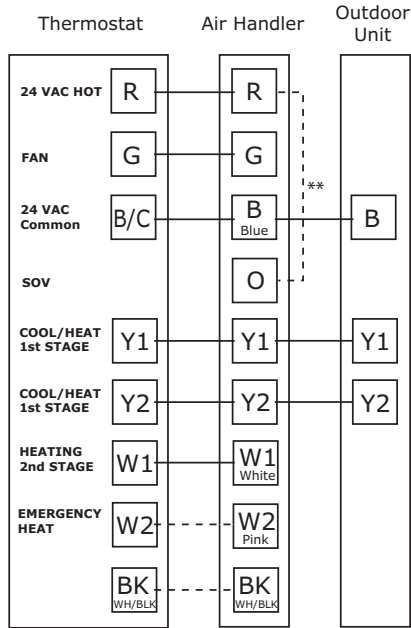 Thermostat
Air Handler
Outdoor
Unit
24 VAC HOT
R
R
FAN
G
G
24 VAC
Common
B/C
B
Blue
B
**
SOV
O
COOL/HEAT
1st STAGE
Y1
Y1
Y1
COOL/HEAT
1st STAGE
Y2
Y2
Y2
HEATING
2nd STAGE
W1
W1
White
EMERGENCY
HEAT
W2
W2
Pink
BK
WH/BLK
BK
WH/BLK